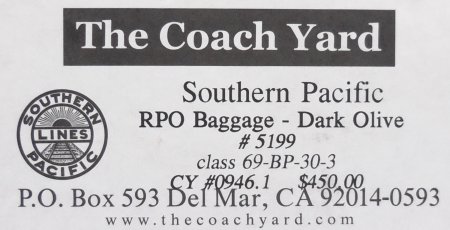 The Coach Yard
SOUTHERN
LINES
PACIFIC
Southern Pacific
RPO Baggage - Dark Olive
# 5199
class 69-BP-30-3
CY #0946.1 $450.00
P.O. Box 593 Del Mar, CA 92014-0593
www.thecoachyard.com